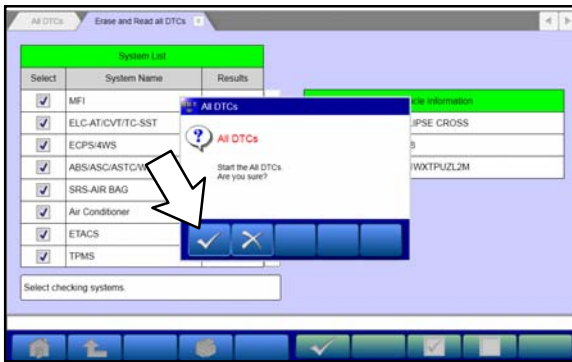 All DTCs
Erase and Read all DTCs
System List
Select
System Name
Results
MFI
ELC-AT/CVT/TC-SST
ECPS/4WS
ABS/ASC/ASTC/W
SRS-AIR BAG
Air Conditioner
ETACS
TPMS
Select checking systems.
All DTCs
All DTCs
Start the All DTCs.
Are you sure?
cle Information
IPSE CROSS
WXTPUZL2M